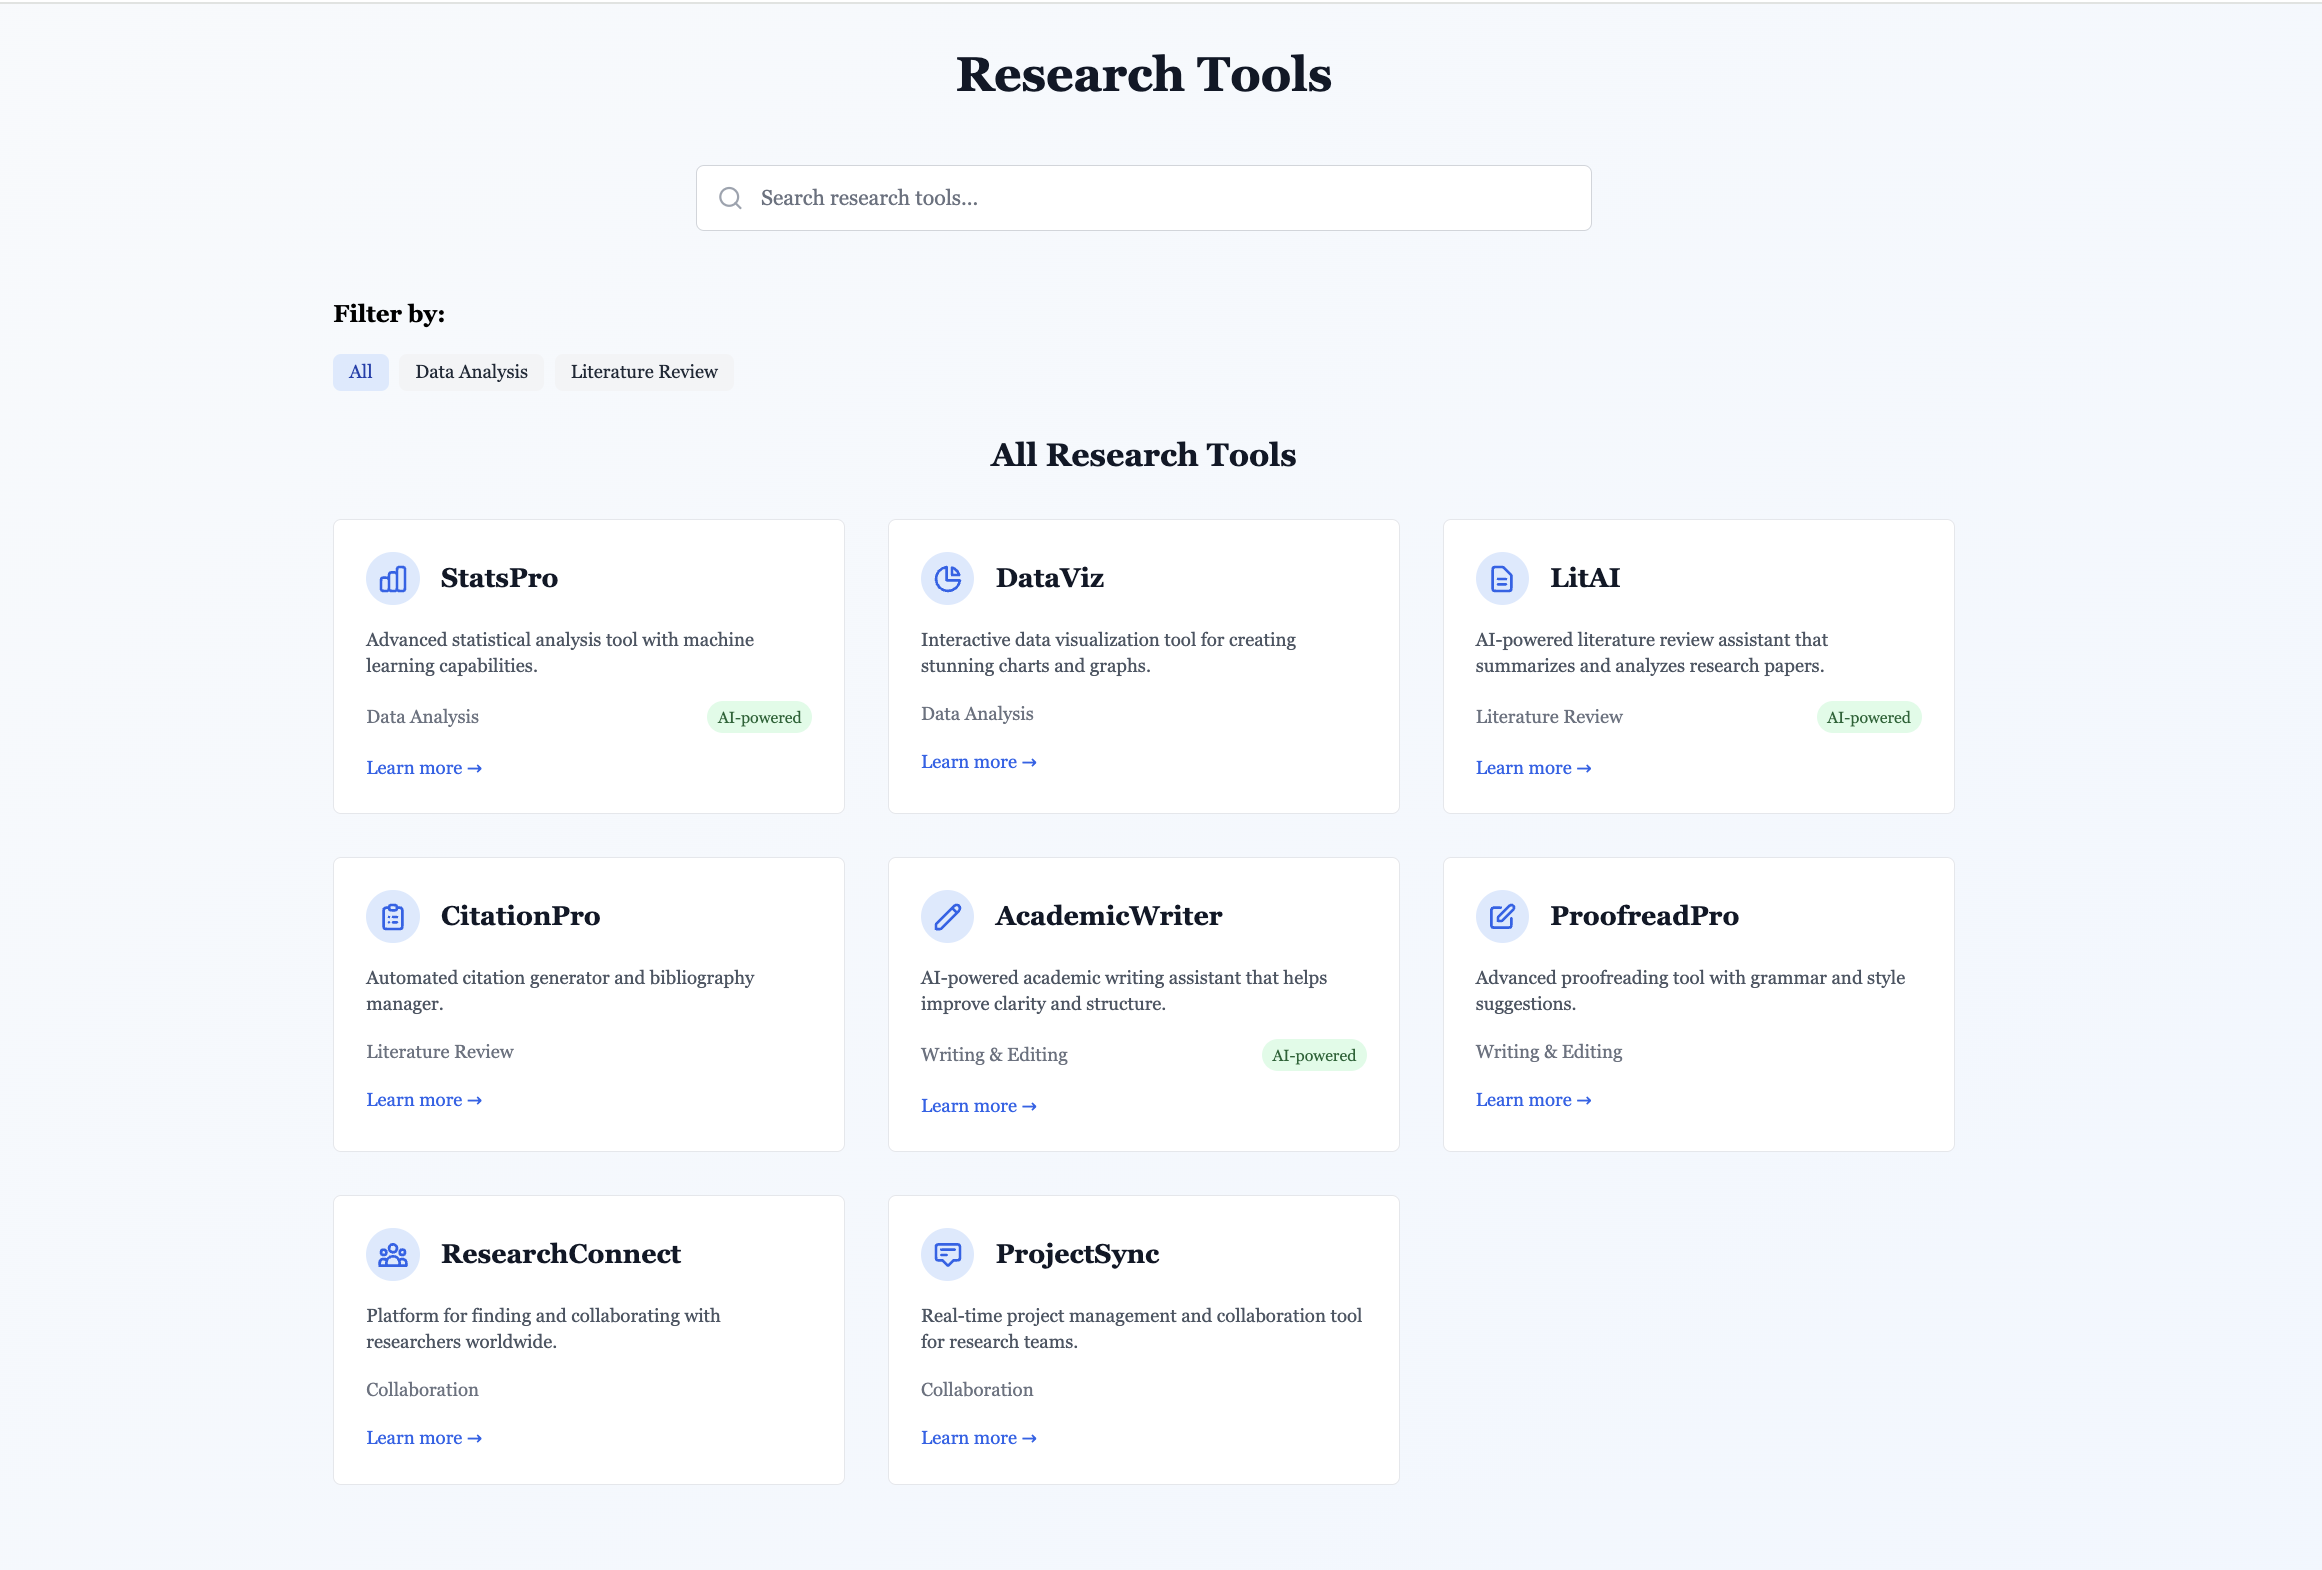 Research Tools
Search research tools...
Filter by:
All
Data Analysis
Literature Review
All Research Tools
StatsPro
Advanced statistical analysis tool with machine
learning capabilities.
Data Analysis
AI-powered
Learn more →
DataViz
Interactive data visualization tool for creating
stunning charts and graphs.
Data Analysis
Learn more →
LitAI
AI-powered literature review assistant that
summarizes and analyzes research papers.
Literature Review
AI-powered
Learn more →
CitationPro
Automated citation generator and bibliography
manager.
Literature Review
Learn more →
AcademicWriter
AI-powered academic writing assistant that helps
improve clarity and structure.
Writing & Editing
AI-powered
Learn more →
ProofreadPro
Advanced proofreading tool with grammar and style
suggestions.
Writing & Editing
Learn more →
ResearchConnect
Platform for finding and collaborating with
researchers worldwide.
Collaboration
Learn more →
ProjectSync
Real-time project management and collaboration tool
for research teams.
Collaboration
Learn more →